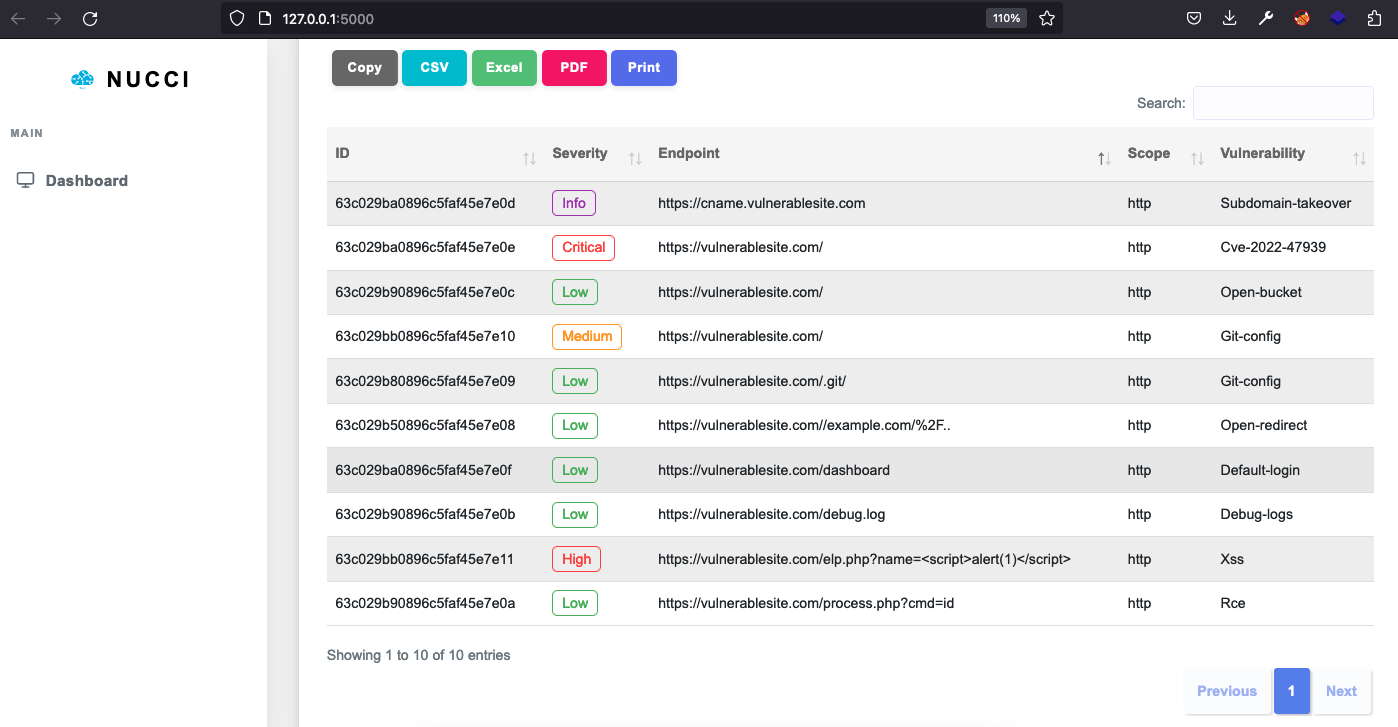 127.0.0.1:5000 110%
NUCCI
MAIN
Dashboard
Copy CSV Excel PDF Print
Search:
ID Severity Endpoint Scope Vulnerability
63c029ba0896c5faf45e7e0d Info https://cname.vulnerablesite.com http Subdomain-takeover
63c029ba0896c5faf45e7e0e Critical https://vulnerablesite.com/ http Cve-2022-47939
63c029b90896c5faf45e7e0c Low https://vulnerablesite.com/ http Open-bucket
63c029bb0896c5faf45e7e10 Medium https://vulnerablesite.com/ http Git-config
63c029b80896c5faf45e7e09 Low https://vulnerablesite.com/.git/ http Git-config
63c029b50896c5faf45e7e08 Low https://vulnerablesite.com//example.com/%2F.. http Open-redirect
63c029ba0896c5faf45e7e0f Low https://vulnerablesite.com/dashboard http Default-login
63c029b90896c5faf45e7e0b Low https://vulnerablesite.com/debug.log http Debug-logs
63c029bb0896c5faf45e7e11 High https://vulnerablesite.com/elp.php?name=<script>alert(1)</script> http Xss
63c029b90896c5faf45e7e0a Low https://vulnerablesite.com/process.php?cmd=id http Rce
Showing 1 to 10 of 10 entries
Previous 1 Next